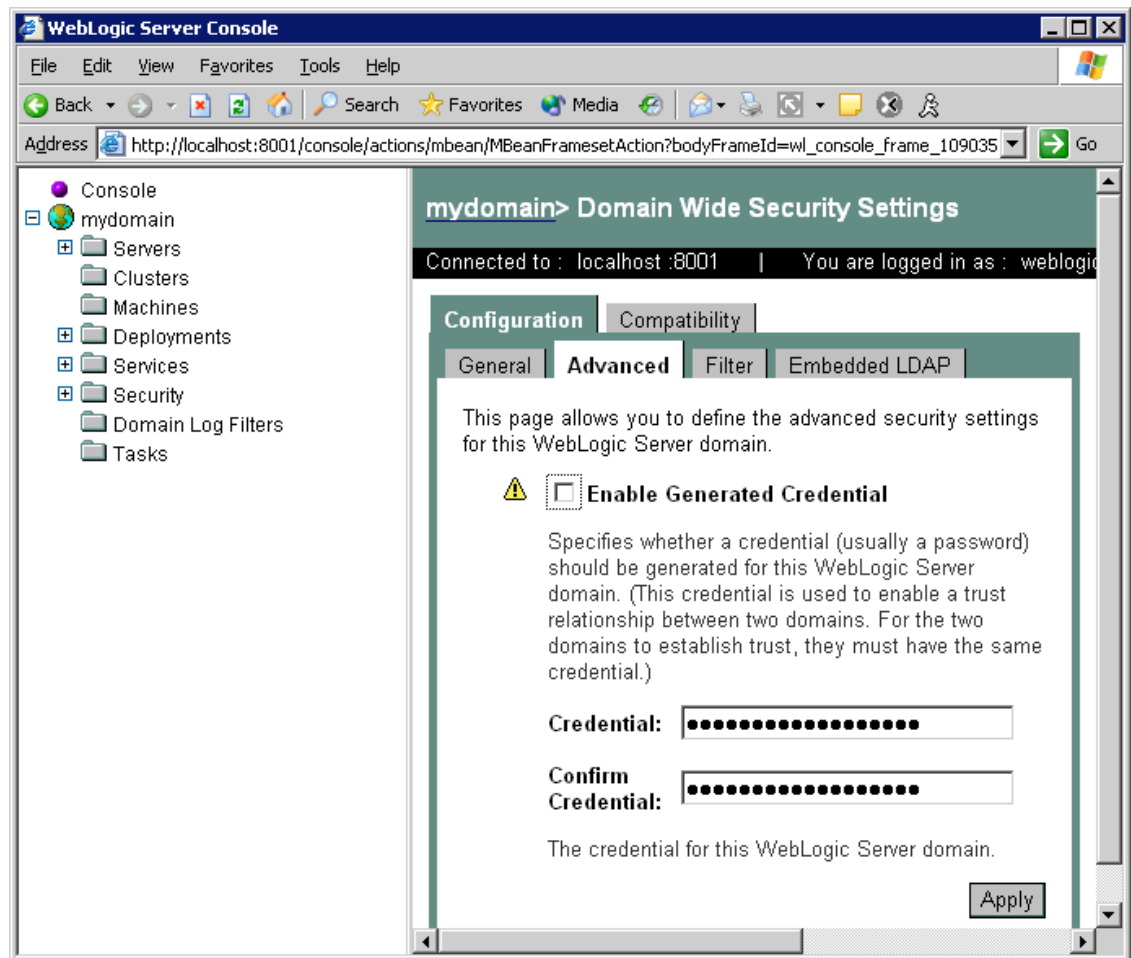 WebLogic Server Console
File Edit View Favorites Tools Help
Back Search Favorites Media
Address http://localhost:8001/console/actions/mbean/MBeanFramesetAction?bodyFrameId=wl_console_frame_109035 Go
Console
mydomain
Servers
Clusters
Machines
Deployments
Services
Security
Domain Log Filters
Tasks
mydomain> Domain Wide Security Settings
Connected to : localhost :8001 | You are logged in as : weblogic
Configuration Compatibility
General Advanced Filter Embedded LDAP
This page allows you to define the advanced security settings
for this WebLogic Server domain.
Enable Generated Credential
Specifies whether a credential (usually a password)
should be generated for this WebLogic Server
domain. (This credential is used to enable a trust
relationship between two domains. For the two
domains to establish trust, they must have the same
credential.)
Credential: ●●●●●●●●●●●●●●●●●●
Confirm
Credential: ●●●●●●●●●●●●●●●●●●
The credential for this WebLogic Server domain.
Apply